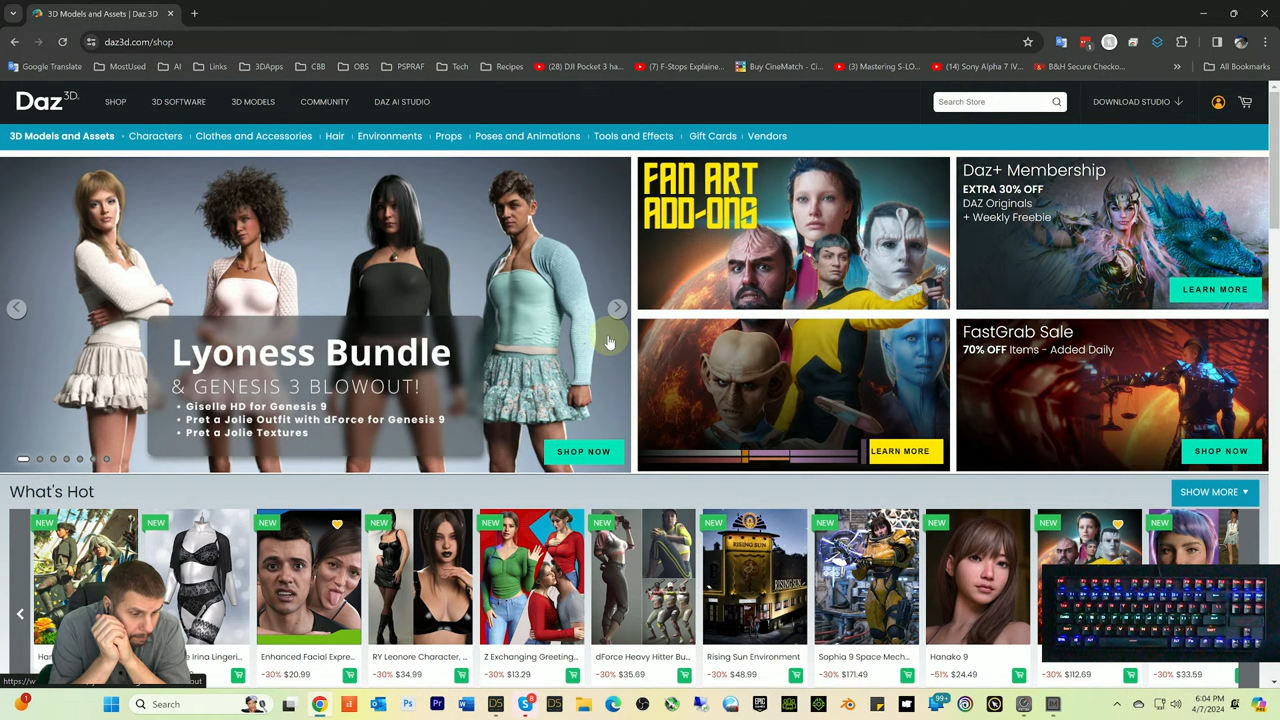 3D Models and Assets | Daz 3D
daz3d.com/shop
Google Translate
MostUsed
AI
Links
3DApps
CBB
OBS
PSPRAF
Tech
Recipes
(28) DJI Pocket 3 ha...
(7) F-Stops Explaine...
Buy CineMatch - Ci...
(3) Mastering S-LO...
(14) Sony Alpha 7 IV...
B&H Secure Checko...
All Bookmarks
Daz 3D.
SHOP
3D SOFTWARE
3D MODELS
COMMUNITY
DAZ AI STUDIO
Search Store
DOWNLOAD STUDIO
3D Models and Assets
Characters
Clothes and Accessories
Hair
Environments
Props
Poses and Animations
Tools and Effects
Gift Cards
Vendors
Lyoness Bundle
& GENESIS 3 BLOWOUT!
• Giselle HD for Genesis 9
• Pret a Jolie Outfit with dForce for Genesis 9
• Pret a Jolie Textures
SHOP NOW
FAN ART
ADD-ONS
LEARN MORE
Daz+ Membership
EXTRA 30% OFF
DAZ Originals
+ Weekly Freebie
LEARN MORE
FastGrab Sale
70% OFF Items - Added Daily
SHOP NOW
What's Hot
SHOW MORE
NEW
NEW
NEW
NEW
NEW
NEW
NEW
NEW
NEW
NEW
NEW
RISING SUN
RISING SUN
Irina Lingeri...
Enhanced Facial Expre...
RY Leonore Character, ...
Z Exchanging Greeting...
dForce Heavy Hitter Bu...
Rising Sun Environment
Sophia 9 Space Mech...
Hanako 9
-30% $20.99
-30% $34.99
-30% $13.29
-30% $35.69
-30% $48.99
-30% $171.49
-51% $24.49
-30% $112.69
-30% $33.59
Search
99+
6:04 PM
4/7/2024